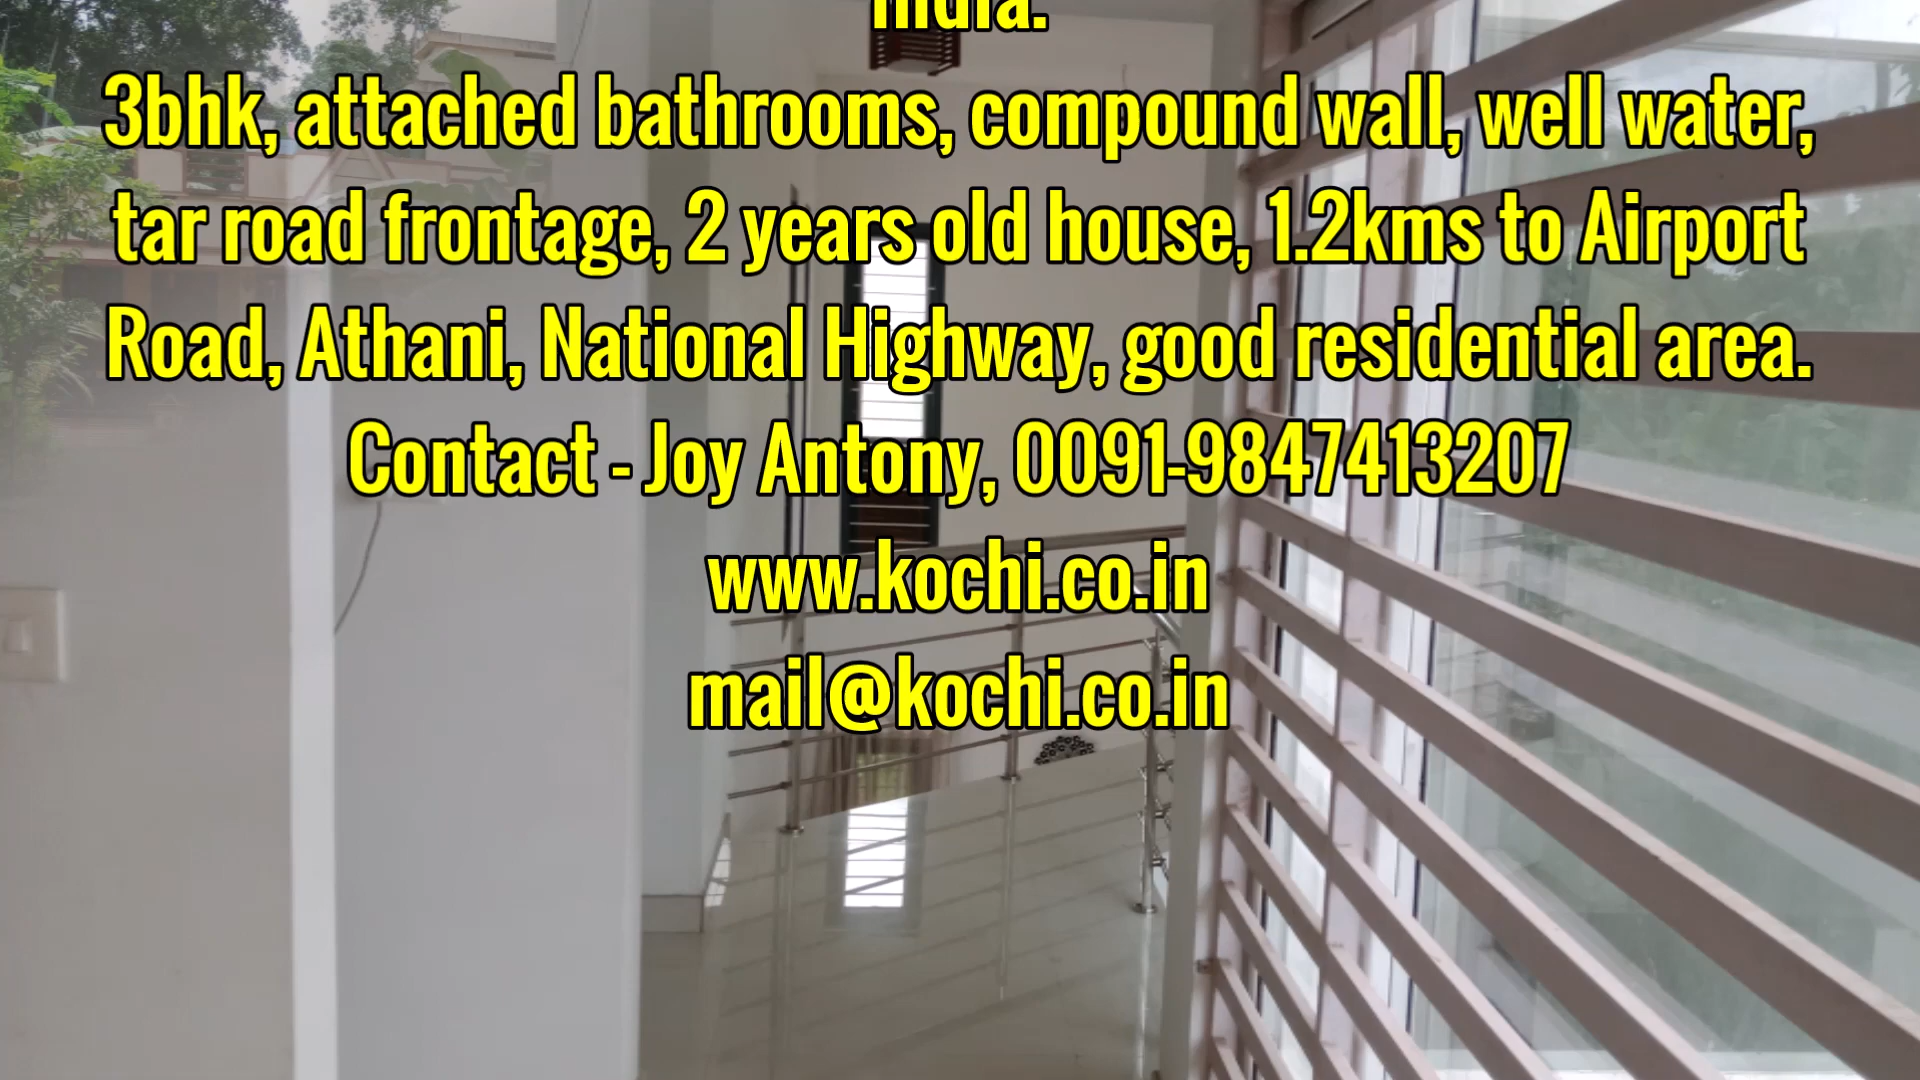 India.
3bhk, attached bathrooms, compound wall, well water,
tar road frontage, 2 years old house, 1.2kms to Airport
Road, Athani, National Highway, good residential area.
Contact - Joy Antony, 0091-9847413207
www.kochi.co.in
mail@kochi.co.in